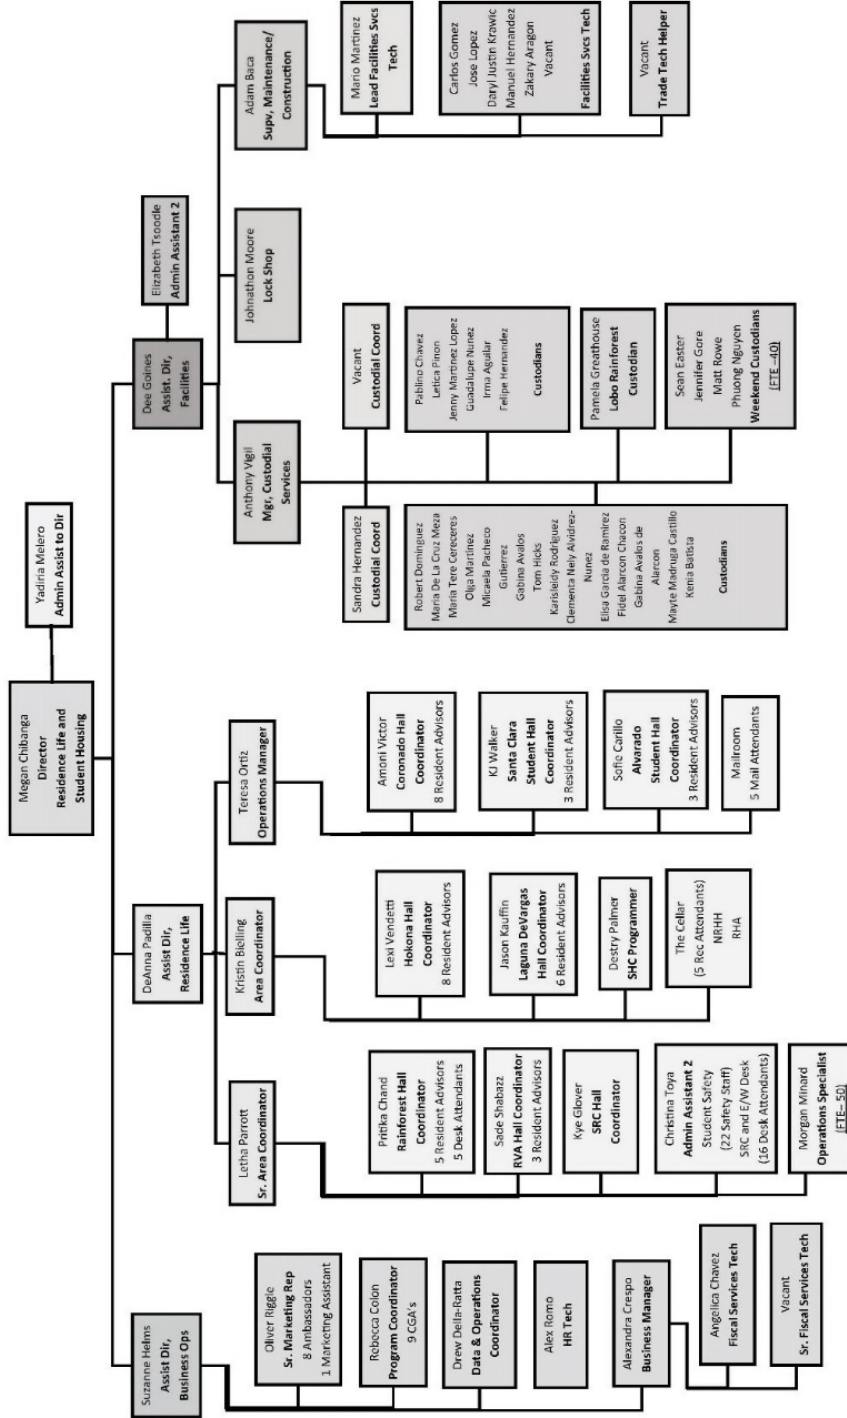 Megan Chibanga
Director
Residence Life and
Student Housing
Yadiria Melero
Admin Assist to Dir
Suzanne Helms
Assist Dir,
Business Ops
Oliver Riggle
Sr. Marketing Rep
8 Ambassadors
1 Marketing Assistant
Rebecca Colon
Program Coordinator
9 CGA's
Drew Della-Ratta
Data & Operations
Coordinator
Alex Romo
HR Tech
Alexandra Crespo
Business Manager
Angelica Chavez
Fiscal Services Tech
Vacant
Sr. Fiscal Services Tech
DeAnna Padilla
Assist Dir,
Residence Life
Letha Parrott
Sr. Area Coordinator
Pritika Chand
Rainforest Hall
Coordinator
5 Resident Advisors
5 Desk Attendants
Sade Shabazz
RVA Hall Coordinator
3 Resident Advisors
Kye Glover
SRC Hall
Coordinator
Christina Toya
Admin Assistant 2
Student Safety
(22 Safety Staff)
SRC and E/W Desk
(16 Desk Attendants)
Morgan Minard
Operations Specialist
(FTE-.50)
Kristin Bielling
Area Coordinator
Lexi Vendetti
Hokona Hall
Coordinator
8 Resident Advisors
Jason Kauffin
Laguna DeVargas
Hall Coordinator
6 Resident Advisors
Destry Palmer
SHC Programmer
The Cellar
(5 Rec Attendants)
NRHH
RHA
Teresa Ortiz
Operations Manager
Amoni Victor
Coronado Hall
Coordinator
8 Resident Advisors
KJ Walker
Santa Clara
Student Hall
Coordinator
3 Resident Advisors
Sofie Carillo
Alvarado
Student Hall
Coordinator
3 Resident Advisors
Mailroom
5 Mail Attendants
Dee Goines
Assist. Dir,
Facilities
Elizabeth Tsoodle
Admin Assistant 2
Anthony Vigil
Mgr, Custodial
Services
Sandra Hernandez
Custodial Coord
Vacant
Custodial Coord
Robert Dominguez
Maria De La Cruz Meza
Maria Tere Cereceres
Olga Martinez
Micaela Pacheco
Gutierrez
Gabina Avalos
Tom Hicks
Karisleidy Rodriguez
Clementa Nely Alvidrez-
Nunez
Elisa Garcia de Ramirez
Fidel Alarcon Chacon
Gabina Avalos de
Alarcon
Mayte Madruga Castillo
Kenia Batista
Custodians
Pablino Chavez
Letica Pinon
Jenny Martinez Lopez
Guadalupe Nunez
Irma Aguilar
Felipe Hernandez
Custodians
Pamela Greathouse
Lobo Rainforest
Custodian
Sean Easter
Jennifer Gore
Matt Rowe
Phuong Nguyen
Weekend Custodians
(FTE -.40)
Johnathon Moore
Lock Shop
Adam Baca
Supv, Maintenance/
Construction
Mario Martinez
Lead Facilities Svcs
Tech
Carlos Gomez
Jose Lopez
Daryl Justin Krawic
Manuel Hernandez
Zakary Aragon
Vacant
Facilities Svcs Tech
Vacant
Trade Tech Helper